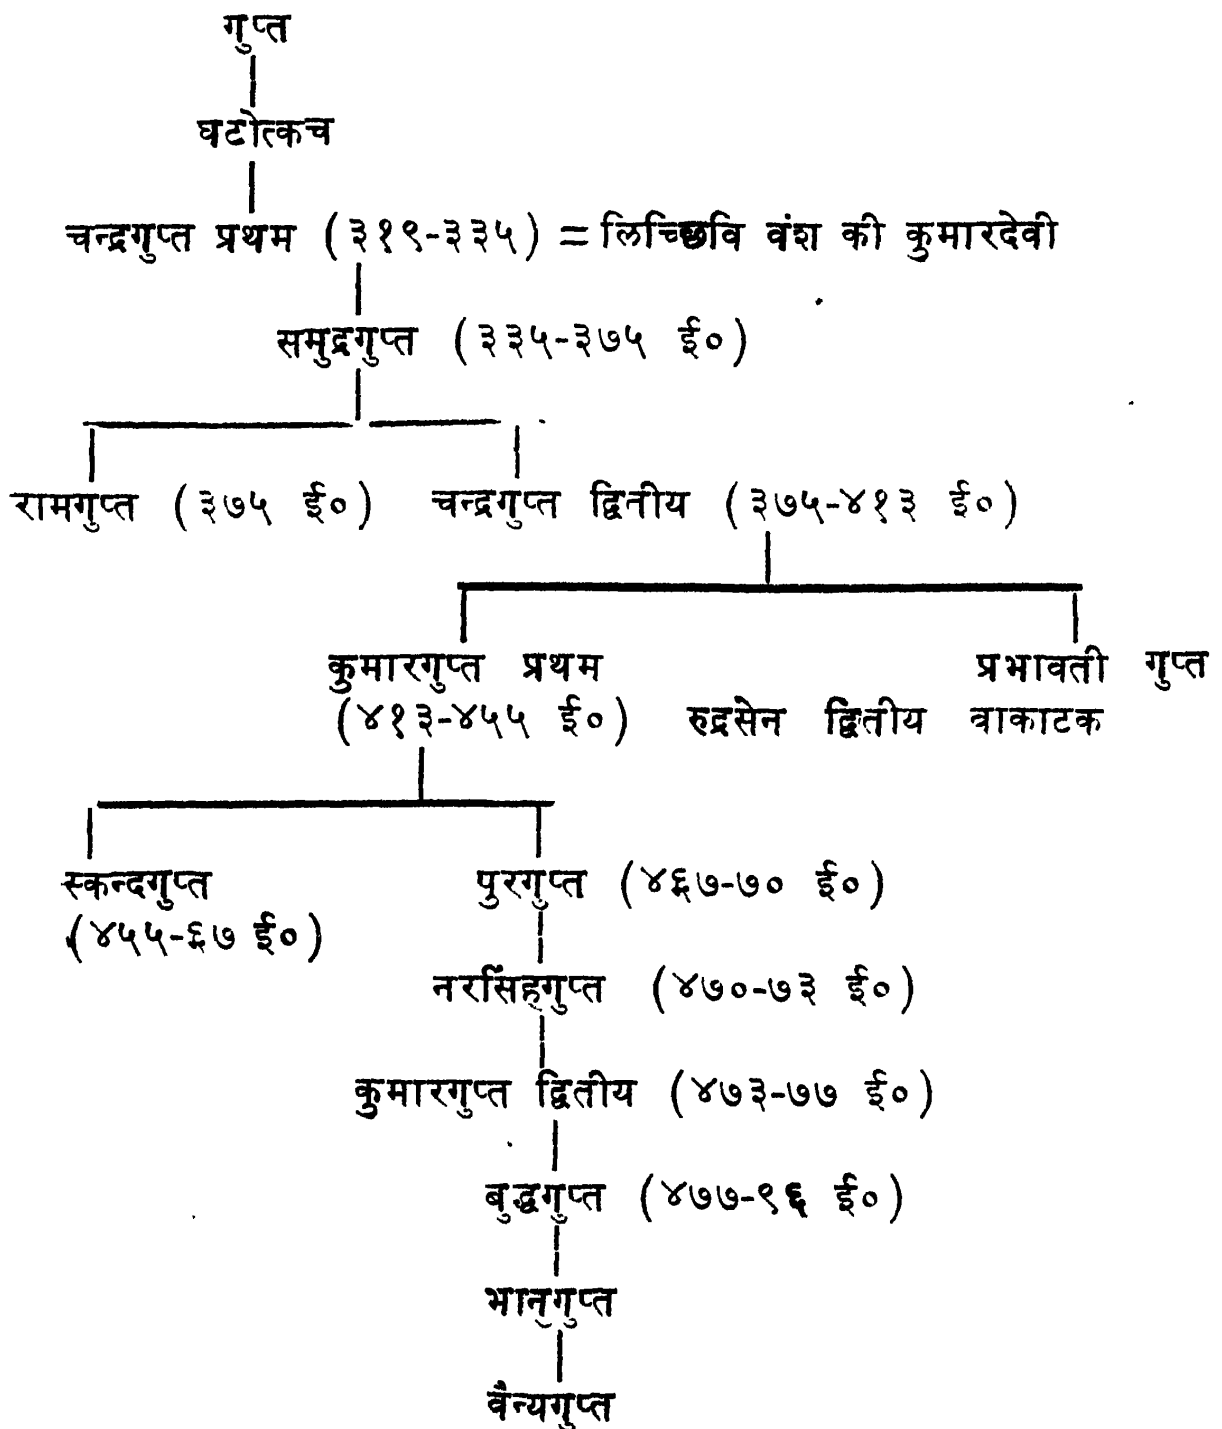 गुप्त
घटोत्कच
चन्द्रगुप्त प्रथम (३१९-३३५) = लिच्छिवि वंश की कुमारदेवी
समुद्रगुप्त (३३५-३७५ ई०)
रामगुप्त (३७५ ई०) चन्द्रगुप्त द्वितीय (३७५-४१३ ई०)
कुमारगुप्त प्रथम प्रभावती गुप्त
(४१३-४५५ ई०) रुद्रसेन द्वितीय वाकाटक
स्कन्दगुप्त पुरगुप्त (४६७-७० ई०)
(४५५-६७ ई०)
नरसिंहगुप्त (४७०-७३ ई०)
कुमारगुप्त द्वितीय (४७३-७७ ई०)
बुद्धगुप्त (४७७-९६ ई०)
भानुगुप्त
वैन्यगुप्त